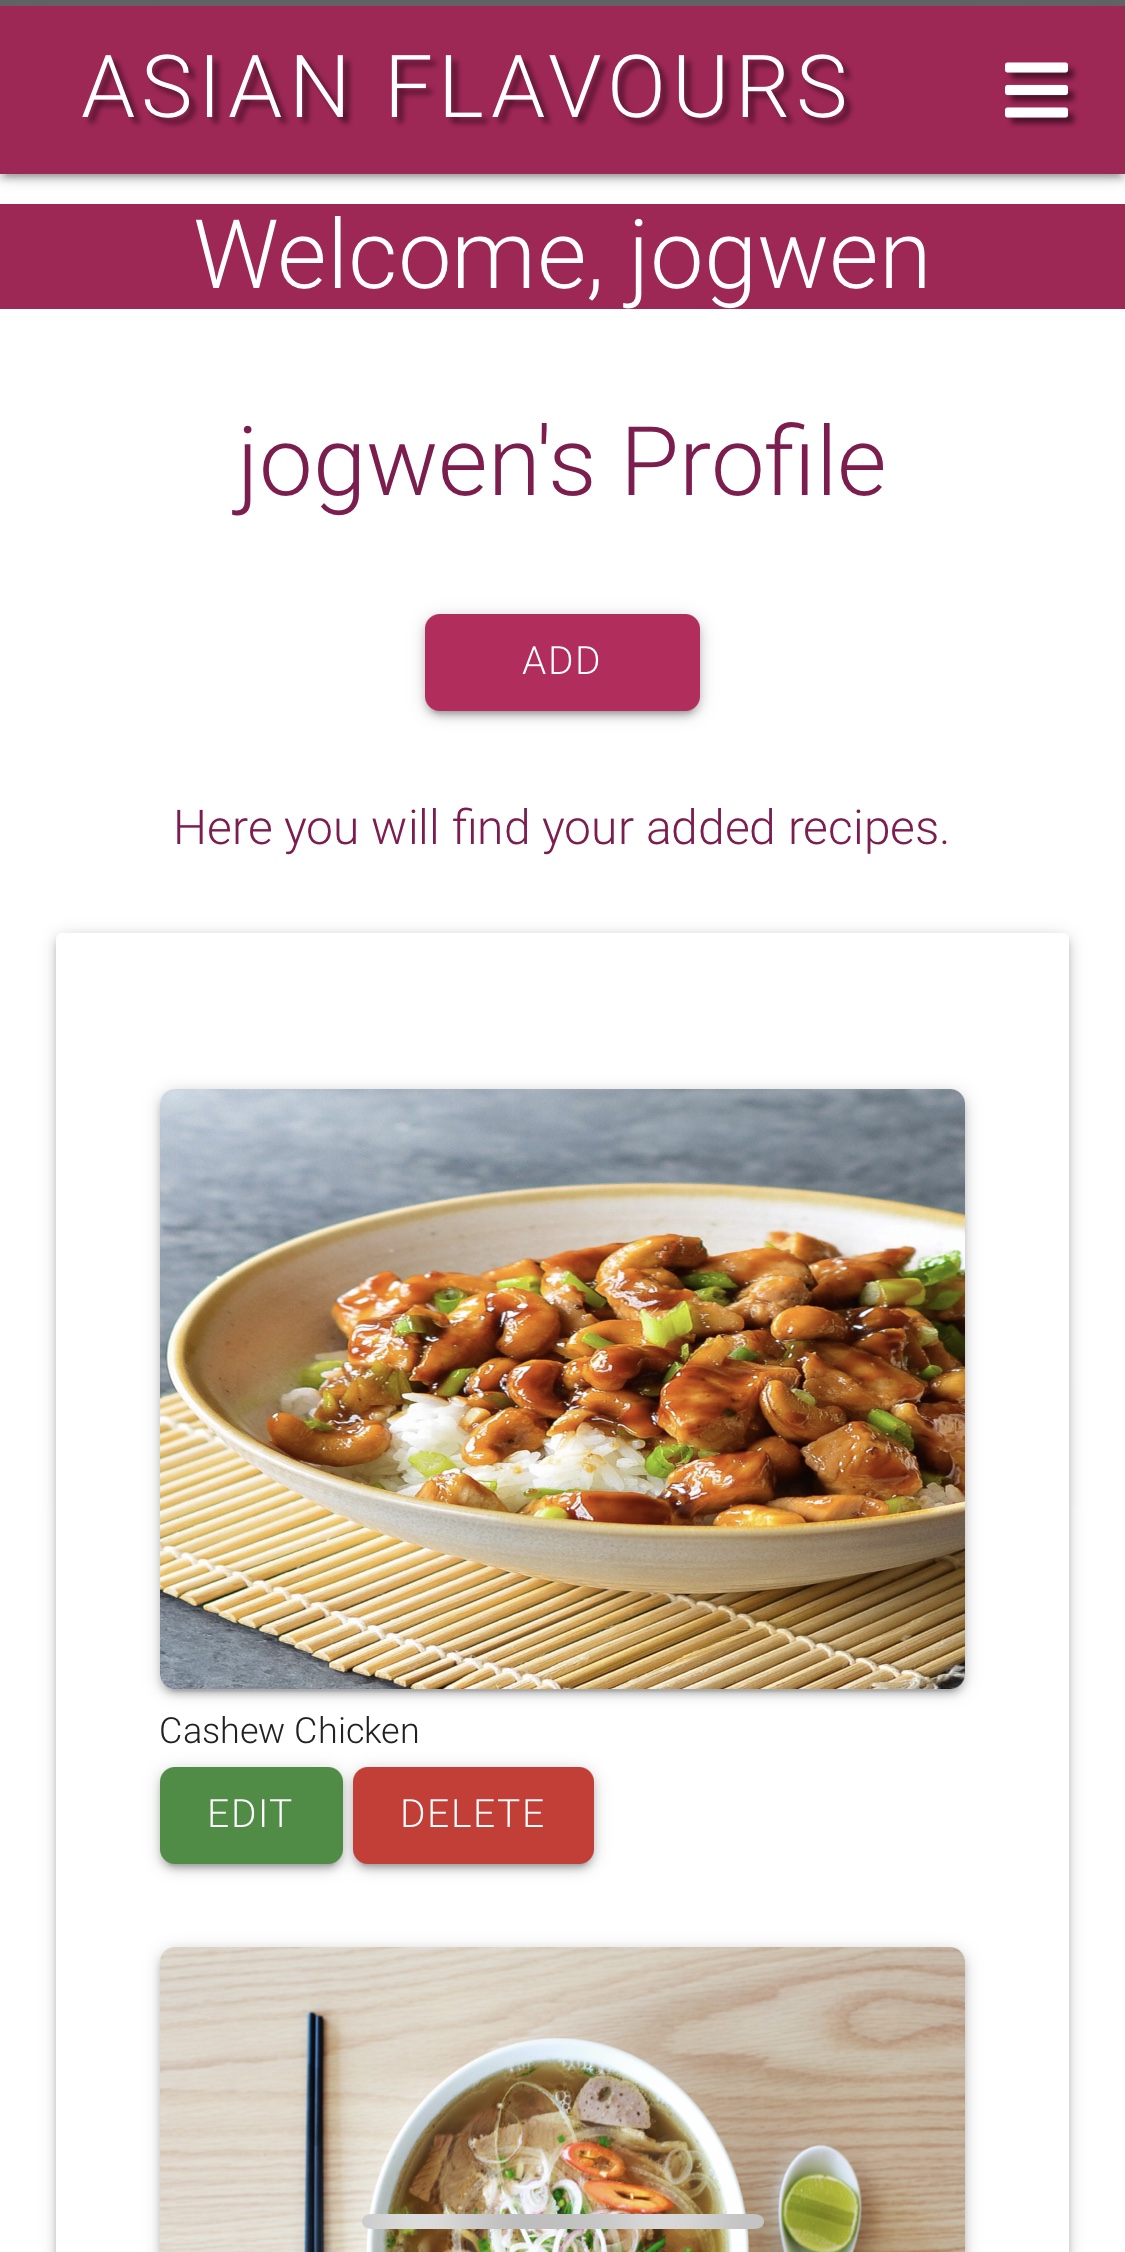 ASIAN FLAVOURS
Welcome, jogwen
jogwen's Profile
ADD
Here you will find your added recipes.
Cashew Chicken
EDIT DELETE